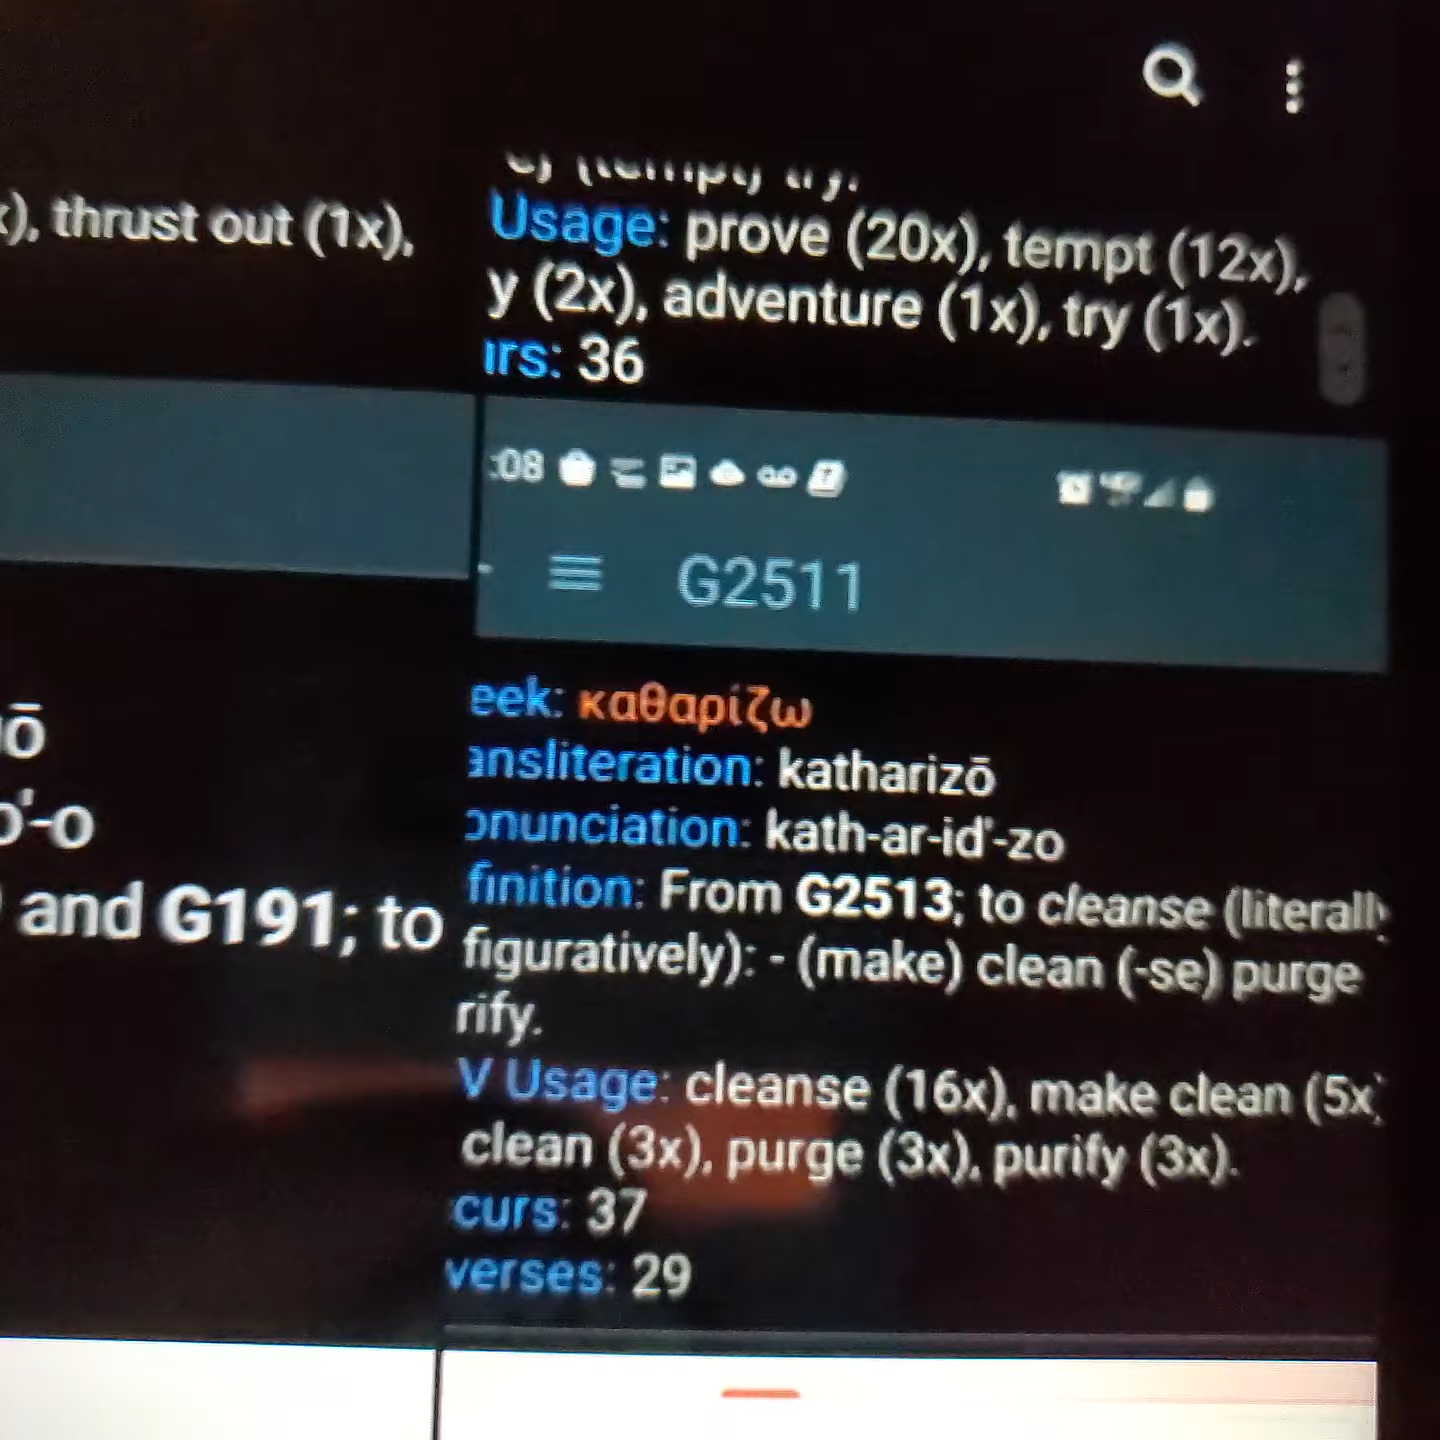 x), thrust out (1x),
ō
o'-o
and G191; to
Usage: prove (20x), tempt (12x),
y (2x), adventure (1x), try (1x).
irs: 36
:08
G2511
eek: καθαρίζω
ansliteration: katharizō
onunciation: kath-ar-id'-zo
finition: From G2513; to cleanse (literall
figuratively): - (make) clean (-se) purge
rify.
V Usage: cleanse (16x), make clean (5x
clean (3x), purge (3x), purify (3x).
curs: 37
verses: 29